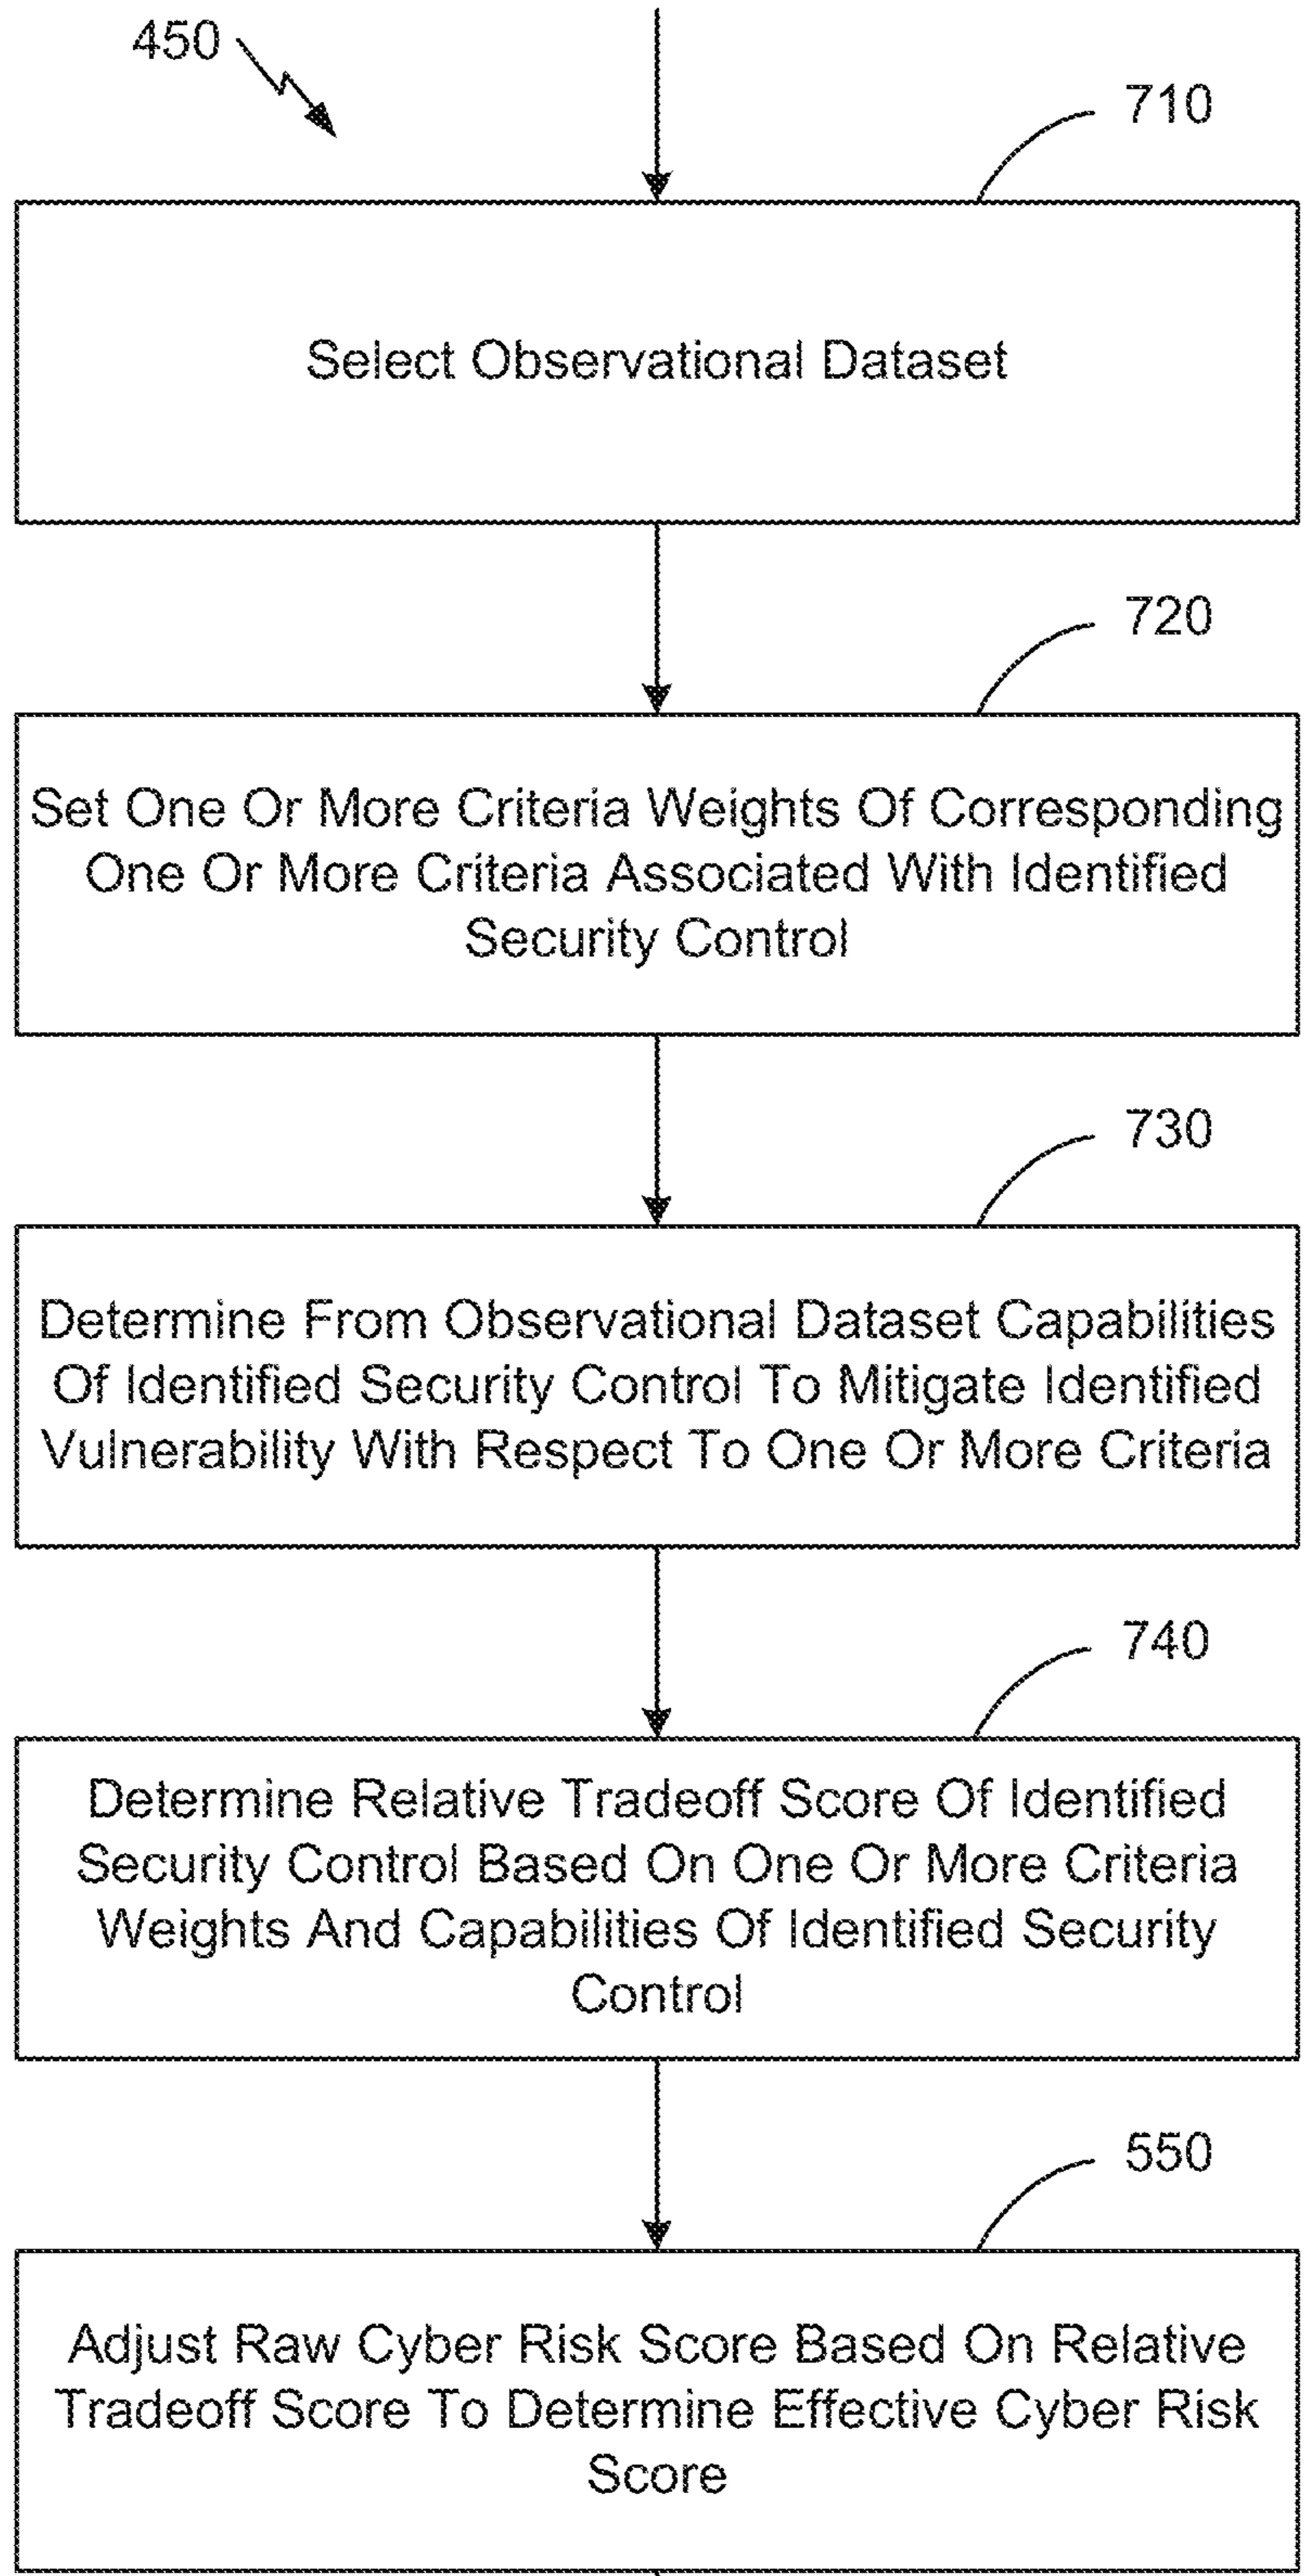 450
710
Select Observational Dataset
720
Set One Or More Criteria Weights Of Corresponding
One Or More Criteria Associated With Identified
Security Control
730
Determine From Observational Dataset Capabilities
Of Identified Security Control To Mitigate Identified
Vulnerability With Respect To One Or More Criteria
740
Determine Relative Tradeoff Score Of Identified
Security Control Based On One Or More Criteria
Weights And Capabilities Of Identified Security
Control
550
Adjust Raw Cyber Risk Score Based On Relative
Tradeoff Score To Determine Effective Cyber Risk
Score